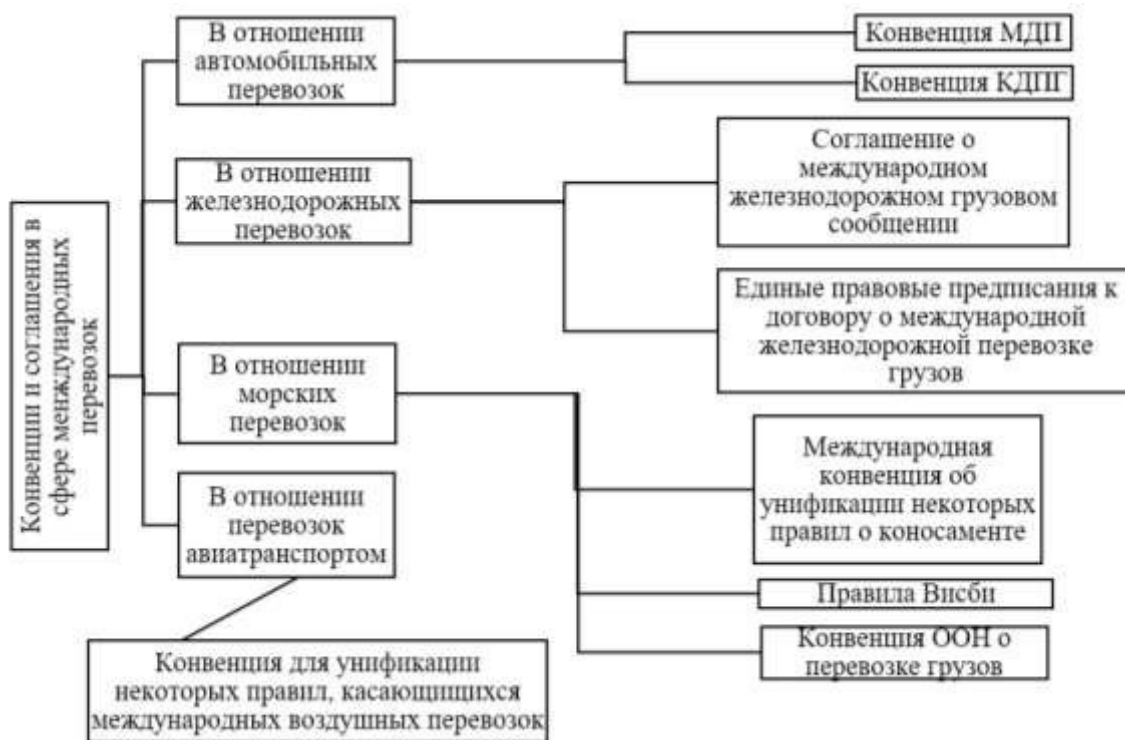 Конвенции и соглашения в
сфере менждународных
перевозок
В отношении
автомобильных
перевозок
Конвенция МДП
Конвенция КДПГ
В отношении
железнодорожных
перевозок
Соглашение о
международном
железнодорожном грузовом
сообщении
Единые правовые предписания к
договору о международной
железнодорожной перевозке
грузов
В отношении
морских
перевозок
Международная
конвенция об
унификации некоторых
правил о коносаменте
Правила Висби
Конвенция ООН о
перевозке грузов
В отношении
перевозок
авиатранспортом
Конвенция для унификации
некоторых правил, касающищихся
международных воздушных перевозок